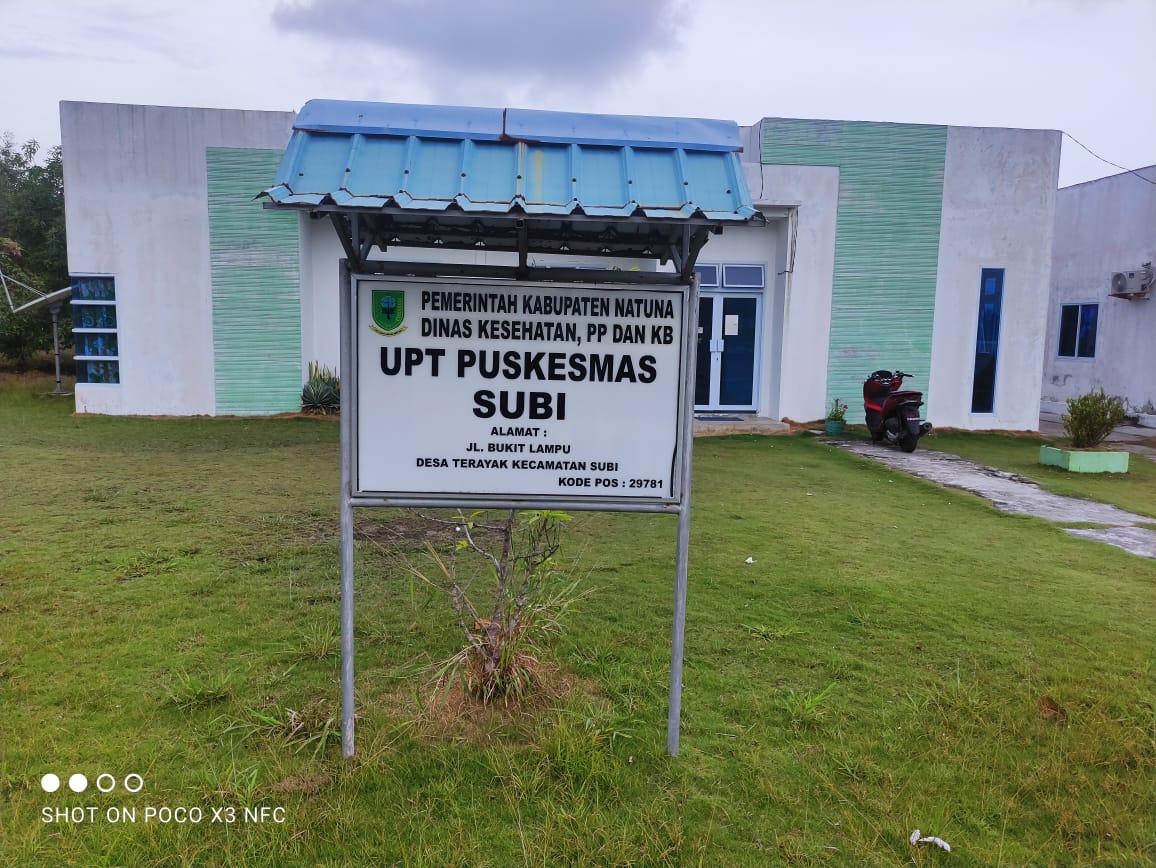 PEMERINTAH KABUPATEN NATUNA
DINAS KESEHATAN, PP DAN KB
UPT PUSKESMAS
SUBI
ALAMAT :
JL. BUKIT LAMPU
DESA TERAYAK KECAMATAN SUBI
KODE POS : 29781
SHOT ON POCO X3 NFC